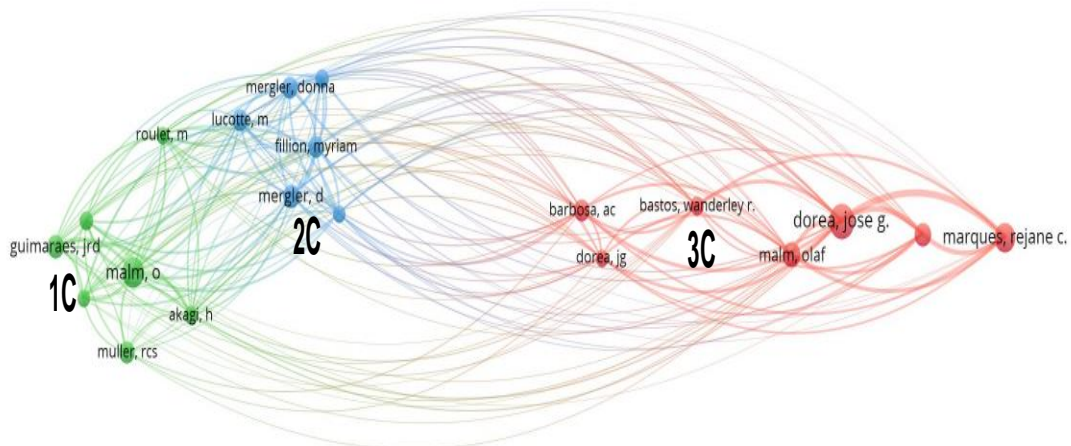 mergler, donna
lucotte, m
roulet, m
fillion, myriam
mergler, d
2C
guimaraes, jrd
malm, o
1C
akagi, h
muller, rcs
barbosa, ac
bastos, wanderley r.
dorea, jose g.
marques, rejane c.
dorea, jg
3C
malm, olaf